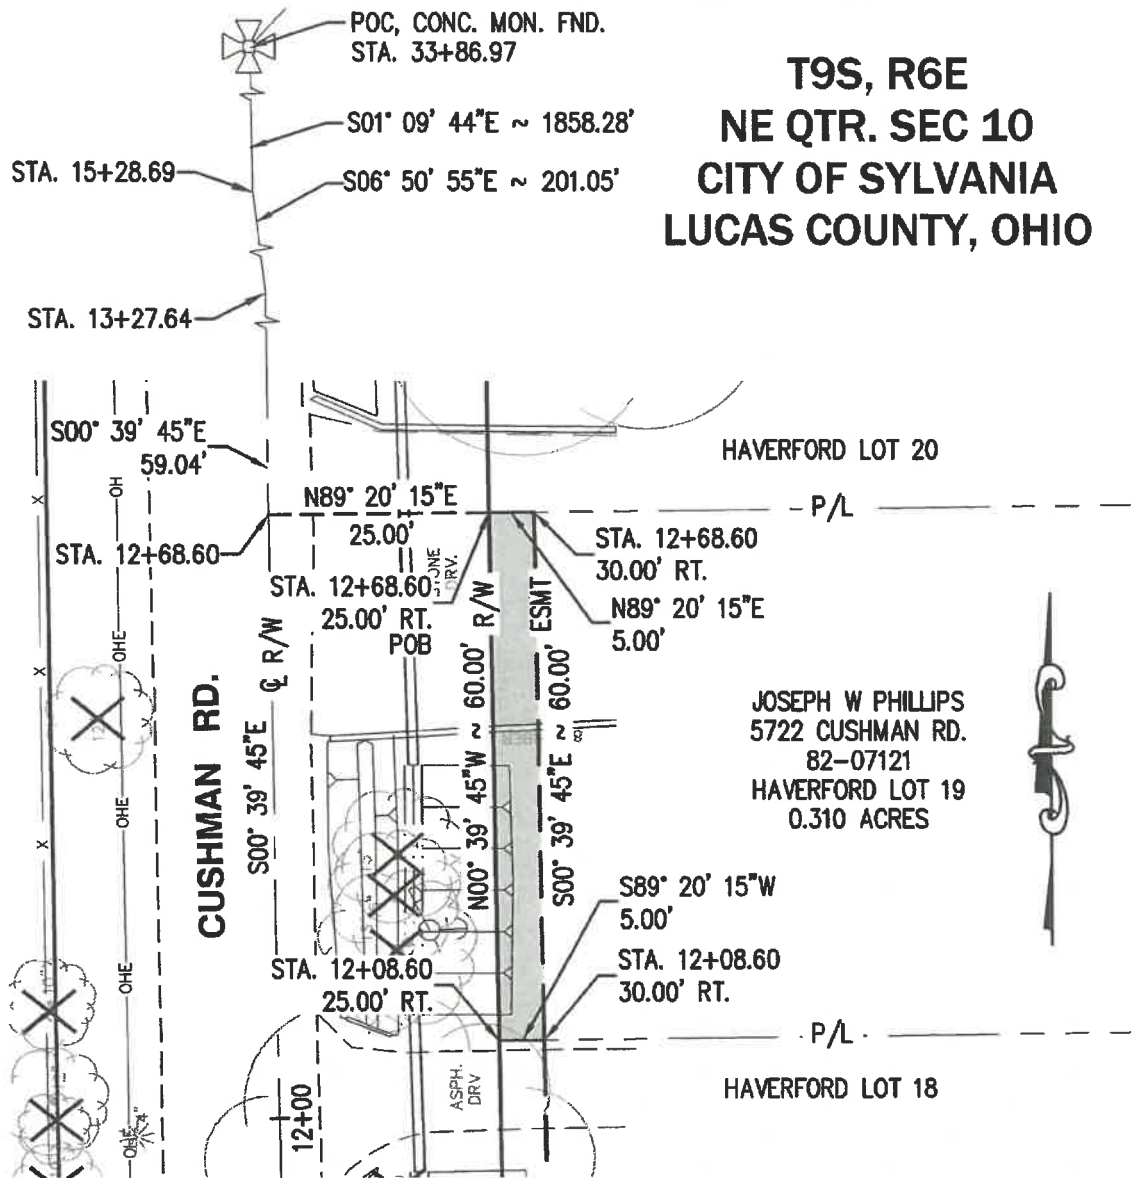 POC, CONC. MON. FND.
STA. 33+86.97
T9S, R6E
NE QTR. SEC 10
CITY OF SYLVANIA
LUCAS COUNTY, OHIO
S01° 09' 44"E ~ 1858.28'
STA. 15+28.69
S06° 50' 55"E ~ 201.05'
STA. 13+27.64
S00° 39' 45"E
59.04'
HAVERFORD LOT 20
OH
N89° 20' 15"E
25.00'
P/L
STA. 12+68.60
STA. 12+68.60
30.00' RT.
DRV.
STA. 12+68.60
25.00' RT.
POB
R/W
ESMT
N89° 20' 15"E
5.00'
OHE
CUSHMAN RD.
℄ R/W
S00° 39' 45"E
N00° 39' 45"W ~ 60.00'
S00° 39' 45"E ~ 60.00'
JOSEPH W PHILLIPS
5722 CUSHMAN RD.
82-07121
HAVERFORD LOT 19
0.310 ACRES
OHE
S89° 20' 15"W
5.00'
OHE
STA. 12+08.60
25.00' RT.
STA. 12+08.60
30.00' RT.
P/L
ASPH.
DRV
HAVERFORD LOT 18
12+00
OHE